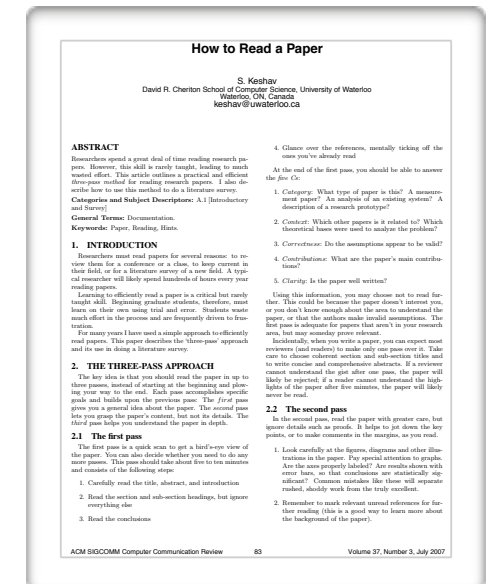 How to Read a Paper
S. Keshav
David R. Cheriton School of Computer Science, University of Waterloo
Waterloo, ON, Canada
keshav@uwaterloo.ca
ABSTRACT
Researchers spend a great deal of time reading research pa-
pers. However, this skill is rarely taught, leading to much
wasted effort. This article outlines a practical and efficient
three-pass method for reading research papers. I also de-
scribe how to use this method to do a literature survey.
Categories and Subject Descriptors: A.1 [Introductory
and Survey]
General Terms: Documentation.
Keywords: Paper, Reading, Hints.
1. INTRODUCTION
Researchers must read papers for several reasons: to re-
view them for a conference or a class, to keep current in
their field, or for a literature survey of a new field. A typi-
cal researcher will likely spend hundreds of hours every year
reading papers.
Learning to efficiently read a paper is a critical but rarely
taught skill. Beginning graduate students, therefore, must
learn on their own using trial and error. Students waste
much effort in the process and are frequently driven to frus-
tration.
For many years I have used a simple approach to efficiently
read papers. This paper describes the 'three-pass' approach
and its use in doing a literature survey.
2. THE THREE-PASS APPROACH
The key idea is that you should read the paper in up to
three passes, instead of starting at the beginning and plow-
ing your way to the end. Each pass accomplishes specific
goals and builds upon the previous pass: The first pass
gives you a general idea about the paper. The second pass
lets you grasp the paper's content, but not its details. The
third pass helps you understand the paper in depth.
2.1 The first pass
The first pass is a quick scan to get a bird's-eye view of
the paper. You can also decide whether you need to do any
more passes. This pass should take about five to ten minutes
and consists of the following steps:
1. Carefully read the title, abstract, and introduction
2. Read the section and sub-section headings, but ignore
everything else
3. Read the conclusions
4. Glance over the references, mentally ticking off the
ones you've already read
At the end of the first pass, you should be able to answer
the five Cs:
1. Category: What type of paper is this? A measure-
ment paper? An analysis of an existing system? A
description of a research prototype?
2. Context: Which other papers is it related to? Which
theoretical bases were used to analyze the problem?
3. Correctness: Do the assumptions appear to be valid?
4. Contributions: What are the paper's main contribu-
tions?
5. Clarity: Is the paper well written?
Using this information, you may choose not to read fur-
ther. This could be because the paper doesn't interest you,
or you don't know enough about the area to understand the
paper, or that the authors make invalid assumptions. The
first pass is adequate for papers that aren't in your research
area, but may someday prove relevant.
Incidentally, when you write a paper, you can expect most
reviewers (and readers) to make only one pass over it. Take
care to choose coherent section and sub-section titles and
to write concise and comprehensive abstracts. If a reviewer
cannot understand the gist after one pass, the paper will
likely be rejected; if a reader cannot understand the high-
lights of the paper after five minutes, the paper will likely
never be read.
2.2 The second pass
In the second pass, read the paper with greater care, but
ignore details such as proofs. It helps to jot down the key
points, or to make comments in the margins, as you read.
1. Look carefully at the figures, diagrams and other illus-
trations in the paper. Pay special attention to graphs.
Are the axes properly labeled? Are results shown with
error bars, so that conclusions are statistically sig-
nificant? Common mistakes like these will separate
rushed, shoddy work from the truly excellent.
2. Remember to mark relevant unread references for fur-
ther reading (this is a good way to learn more about
the background of the paper).
ACM SIGCOMM Computer Communication Review 83 Volume 37, Number 3, July 2007